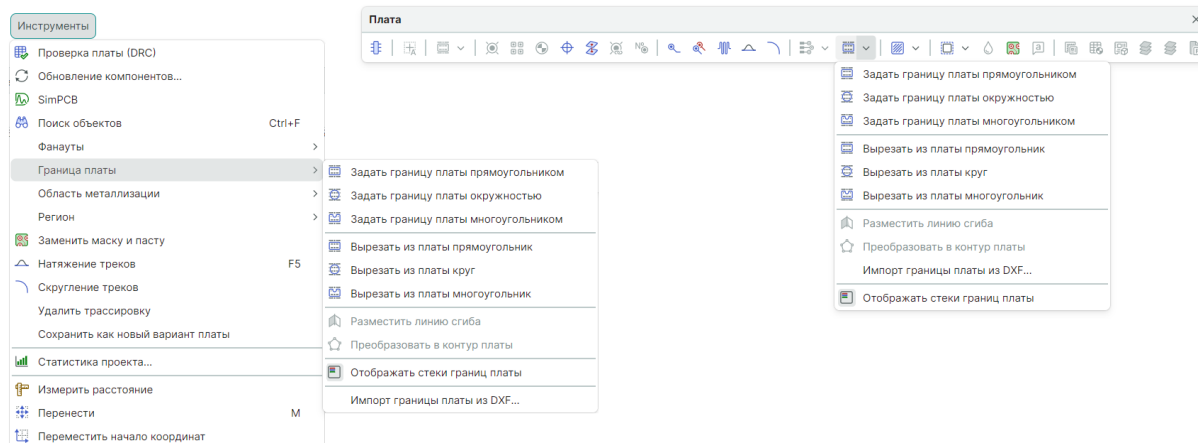 Инструменты
Проверка платы (DRC)
Обновление компонентов...
SimPCB
Поиск объектов Ctrl+F
Фанауты
Граница платы
Область металлизации
Регион
Заменить маску и пасту
Натяжение треков F5
Скругление треков
Удалить трассировку
Сохранить как новый вариант платы
Статистика проекта...
Измерить расстояние
Перенести M
Переместить начало координат
Задать границу платы прямоугольником
Задать границу платы окружностью
Задать границу платы многоугольником
Вырезать из платы прямоугольник
Вырезать из платы круг
Вырезать из платы многоугольник
Разместить линию сгиба
Преобразовать в контур платы
Отображать стеки границ платы
Импорт границы платы из DXF...
Плата
Задать границу платы прямоугольником
Задать границу платы окружностью
Задать границу платы многоугольником
Вырезать из платы прямоугольник
Вырезать из платы круг
Вырезать из платы многоугольник
Разместить линию сгиба
Преобразовать в контур платы
Импорт границы платы из DXF...
Отображать стеки границ платы